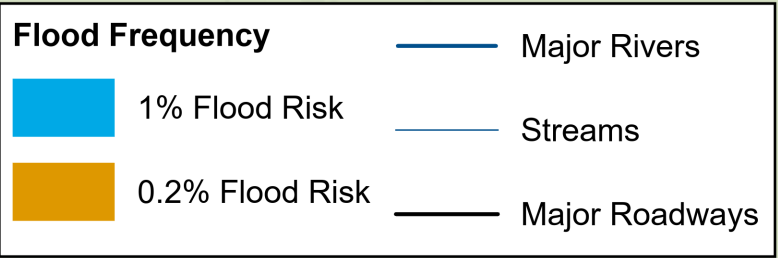 Flood Frequency
1% Flood Risk
0.2% Flood Risk
Major Rivers
Streams
Major Roadways